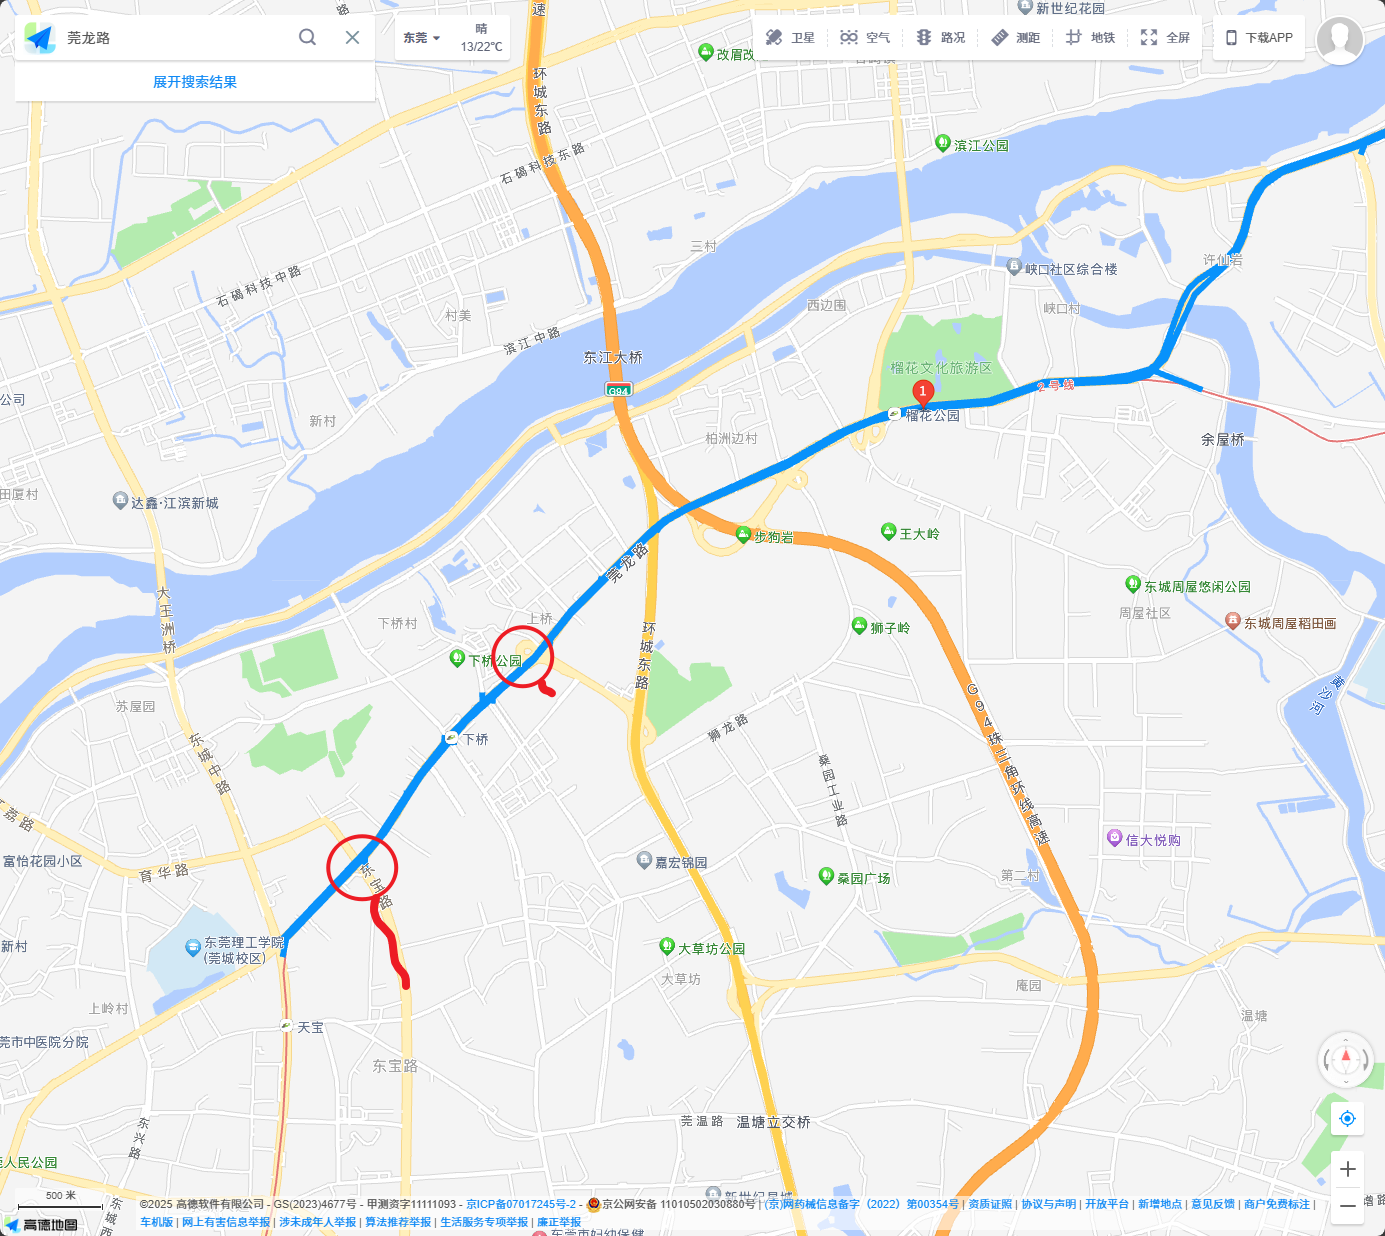 莞龙路
展开搜索结果
东莞
晴
13/22℃
卫星
空气
路况
测距
地铁
全屏
下载APP
新世纪花园
改眉改
速
环城东路
石碣科技东路
滨江公园
三村
石碣科技中路
村美
滨江中路
东江大桥
G94
西边围
峡口社区综合楼
峡口村
许仙岩
榴花文化旅游区
1
榴花公园
2号线
余屋桥
公司
新村
田厦村
达鑫·江滨新城
柏洲边村
步狗岩
王大岭
莞龙路
东城周屋悠闲公园
周屋社区
东城周屋稻田画
大王洲桥
下桥村
上桥
下桥公园
环城东路
狮子岭
黄沙河
苏屋园
东城中路
下桥
狮龙路
G94珠三角环线高速
桑园工业路
荔路
富怡花园小区
育华路
东宝路
嘉宏锦园
信大悦购
桑园广场
第二村
新村
东莞理工学院
(莞城校区)
大草坊公园
大草坊
庵园
上岭村
天宝
温塘
莞市中医院分院
东宝路
东兴路
莞温路
温塘立交桥
人民公园
500 米
东城西
新世纪星城
高德地图
©2025 高德软件有限公司 - GS(2023)4677号 - 甲测资字11111093 - 京ICP备07017245号-2 - 京公网安备 11010502030880号 | (京)网药械信息备字（2022）第00354号 | 资质证照 | 协议与声明 | 开放平台 | 新增地点 | 意见反馈 | 商户免费标注 |
车机版 | 网上有害信息举报 | 涉未成年人举报 | 算法推荐举报 | 生活服务专项举报 | 廉正举报
东莞市妇幼保健